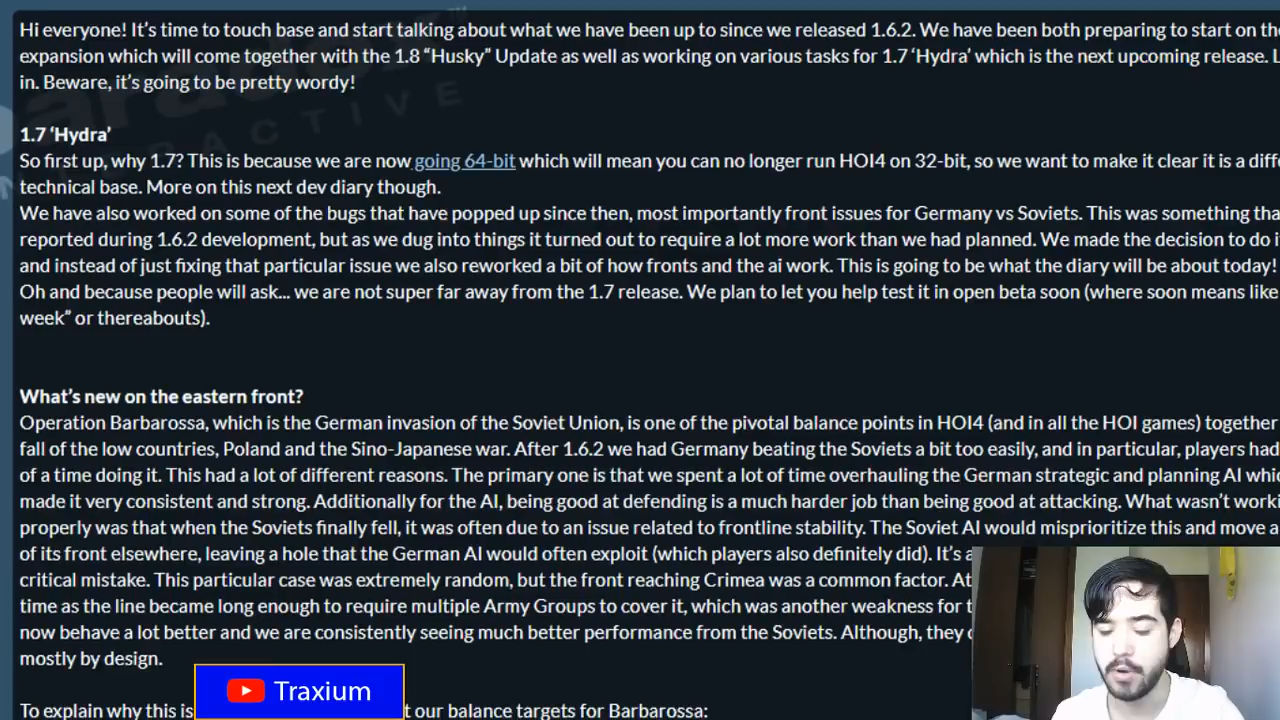 Hi everyone! It's time to touch base and start talking about what we have been up to since we released 1.6.2. We have been both preparing to start on the
expansion which will come together with the 1.8 “Husky” Update as well as working on various tasks for 1.7 ‘Hydra’ which is the next upcoming release.
in. Beware, it's going to be pretty wordy!
1.7 ‘Hydra’
So first up, why 1.7? This is because we are now going 64-bit which will mean you can no longer run HOI4 on 32-bit, so we want to make it clear it is a
technical base. More on this next dev diary though.
We have also worked on some of the bugs that have popped up since then, most importantly front issues for Germany vs Soviets. This was something
reported during 1.6.2 development, but as we dug into things it turned out to require a lot more work than we had planned. We made the decision to do
and instead of just fixing that particular issue we also reworked a bit of how fronts and the ai work. This is going to be what the diary will be about today!
Oh and because people will ask... we are not super far away from the 1.7 release. We plan to let you help test it in open beta soon (where soon means like
week” or thereabouts).
What's new on the eastern front?
Operation Barbarossa, which is the German invasion of the Soviet Union, is one of the pivotal balance points in HOI4 (and in all the HOI games) together
fall of the low countries, Poland and the Sino-Japanese war. After 1.6.2 we had Germany beating the Soviets a bit too easily, and in particular, players had
of a time doing it. This had a lot of different reasons. The primary one is that we spent a lot of time overhauling the German strategic and planning AI
made it very consistent and strong. Additionally for the AI, being good at defending is a much harder job than being good at attacking. What wasn't
properly was that when the Soviets finally fell, it was often due to an issue related to frontline stability. The Soviet AI would misprioritize this and move a
of its front elsewhere, leaving a hole that the German AI would often exploit (which players also definitely did). It's
critical mistake. This particular case was extremely random, but the front reaching Crimea was a common factor. At
time as the line became long enough to require multiple Army Groups to cover it, which was another weakness for
now behave a lot better and we are consistently seeing much better performance from the Soviets. Although, they
mostly by design.
To explain why this is our balance targets for Barbarossa:
Traxium